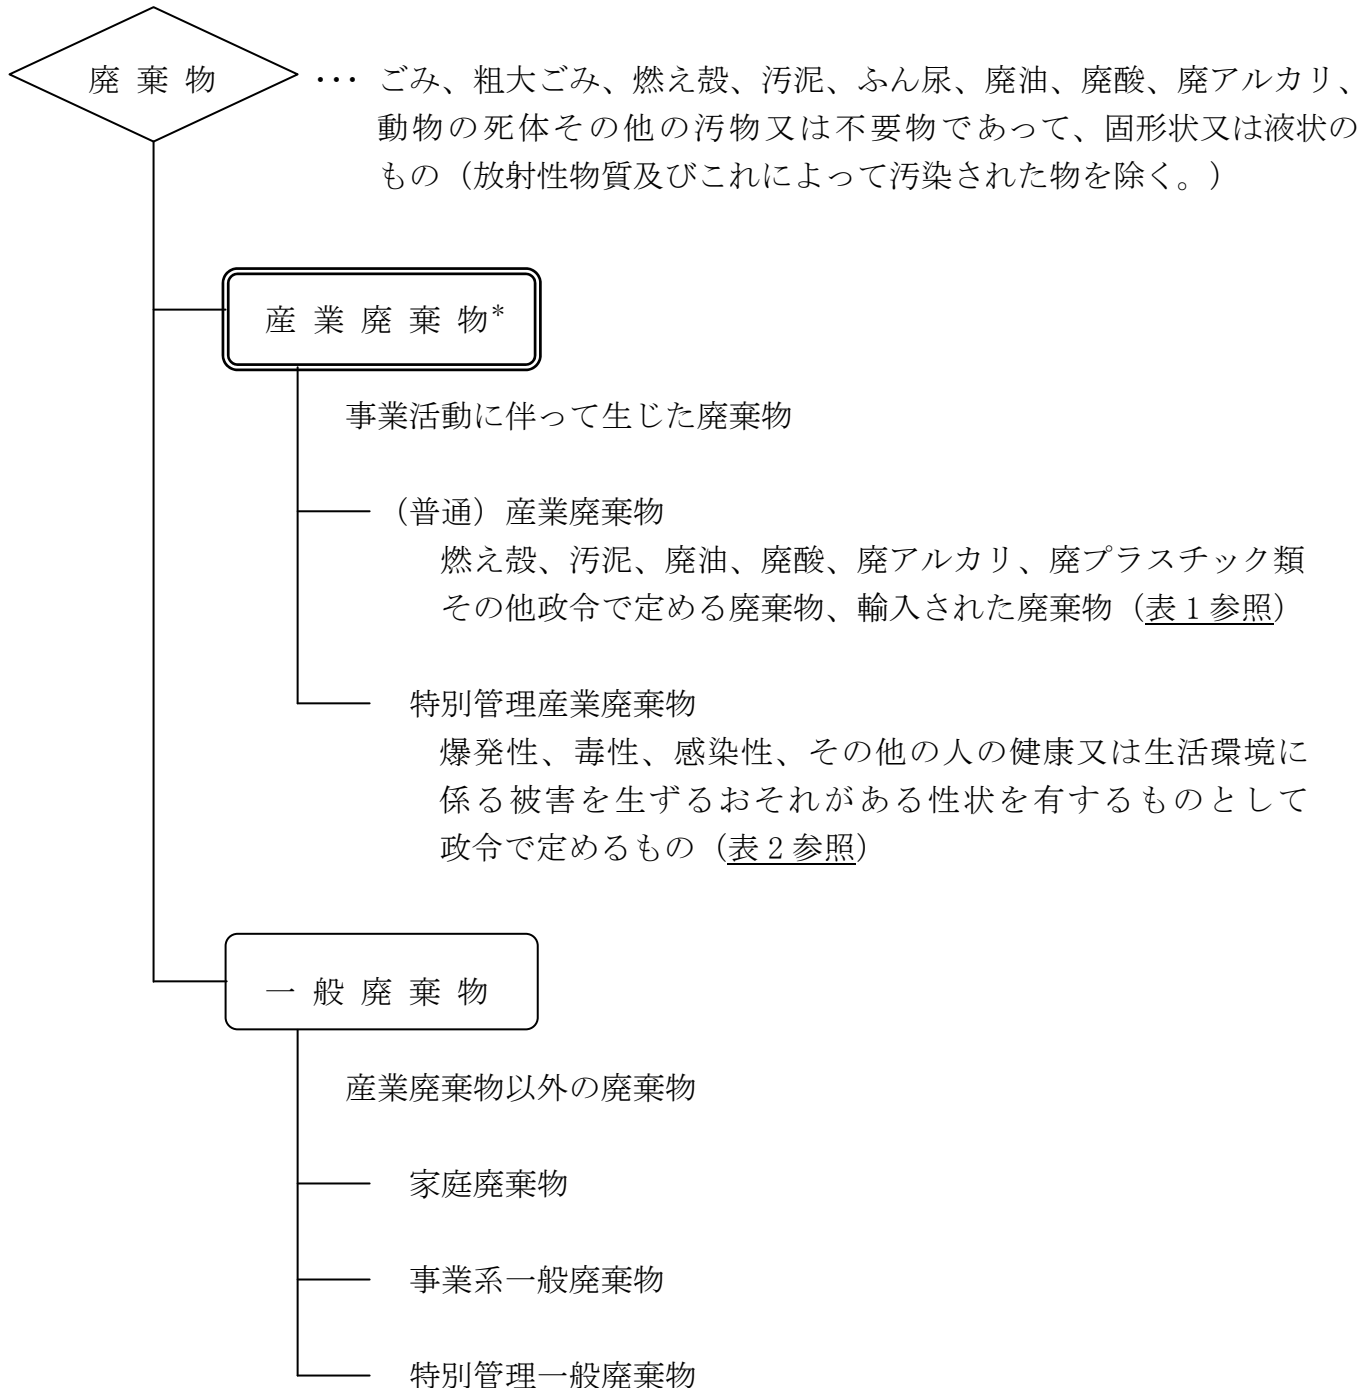 廃棄物 ・・・ ごみ、粗大ごみ、燃え殻、汚泥、ふん尿、廃油、廃酸、廃アルカリ、
動物の死体その他の汚物又は不要物であって、固形状又は液状の
もの（放射性物質及びこれによって汚染された物を除く。）
産業廃棄物*
事業活動に伴って生じた廃棄物
（普通）産業廃棄物
燃え殻、汚泥、廃油、廃酸、廃アルカリ、廃プラスチック類
その他政令で定める廃棄物、輸入された廃棄物（表1参照）
特別管理産業廃棄物
爆発性、毒性、感染性、その他の人の健康又は生活環境に
係る被害を生ずるおそれがある性状を有するものとして
政令で定めるもの（表2参照）
一般廃棄物
産業廃棄物以外の廃棄物
家庭廃棄物
事業系一般廃棄物
特別管理一般廃棄物